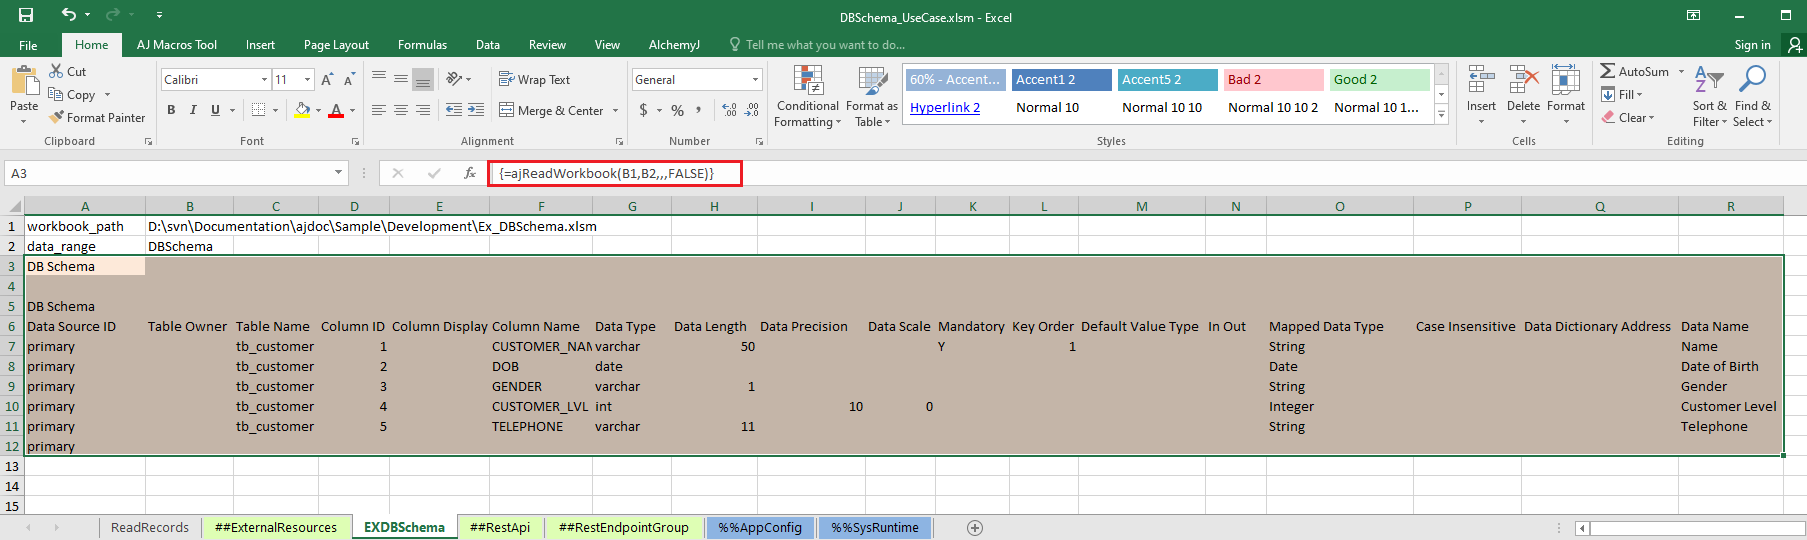 DBSchema_UseCase.xlsm - Excel
File Home AJ Macros Tool Insert Page Layout Formulas Data Review View AlchemyJ Tell me what you want to do... Sign in
Paste
Cut
Copy
Format Painter
Clipboard
Calibri 11
B I U
Font
Wrap Text
Merge & Center
Alignment
General
$ % ,
Number
Conditional Formatting
Format as Table
60% - Accent... Accent1 2 Accent5 2 Bad 2 Good 2
Hyperlink 2 Normal 10 Normal 10 10 Normal 10 10 2 Normal 10 1...
Styles
Insert Delete Format
Cells
AutoSum
Fill
Clear
Sort & Filter
Find & Select
Editing
A3 fx {=ajReadWorkbook(B1,B2,,,FALSE)}
A B C D E F G H I J K L M N O P Q R
1 workbook_path D:\svn\Documentation\ajdoc\Sample\Development\Ex_DBSchema.xlsm
2 data_range DBSchema
3 DB Schema
4
5 DB Schema
6 Data Source ID Table Owner Table Name Column ID Column Display Column Name Data Type Data Length Data Precision Data Scale Mandatory Key Order Default Value Type In Out Mapped Data Type Case Insensitive Data Dictionary Address Data Name
7 primary tb_customer 1 CUSTOMER_NAM varchar 50 Y 1 String Name
8 primary tb_customer 2 DOB date Date Date of Birth
9 primary tb_customer 3 GENDER varchar 1 String Gender
10 primary tb_customer 4 CUSTOMER_LVL int 10 0 Integer Customer Level
11 primary tb_customer 5 TELEPHONE varchar 11 String Telephone
12 primary
13
14
15
ReadRecords ##ExternalResources EXDBSchema ##RestApi ##RestEndpointGroup %%AppConfig %%SysRuntime